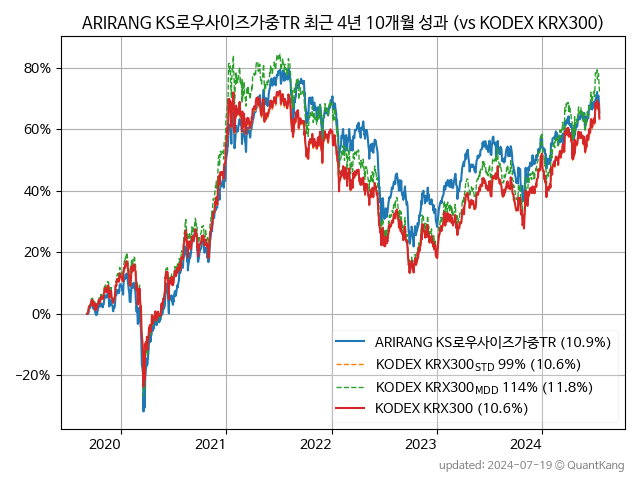 ARIRANG KS로우사이즈가중TR 최근 4년 10개월 성과 (vs KODEX KRX300)
80%
60%
40%
20%
0%
−20%
ARIRANG KS로우사이즈가중TR (10.9%)
KODEX KRX300STD 99% (10.6%)
KODEX KRX300MDD 114% (11.8%)
KODEX KRX300 (10.6%)
2020 2021 2022 2023 2024
updated: 2024-07-19 © QuantKang